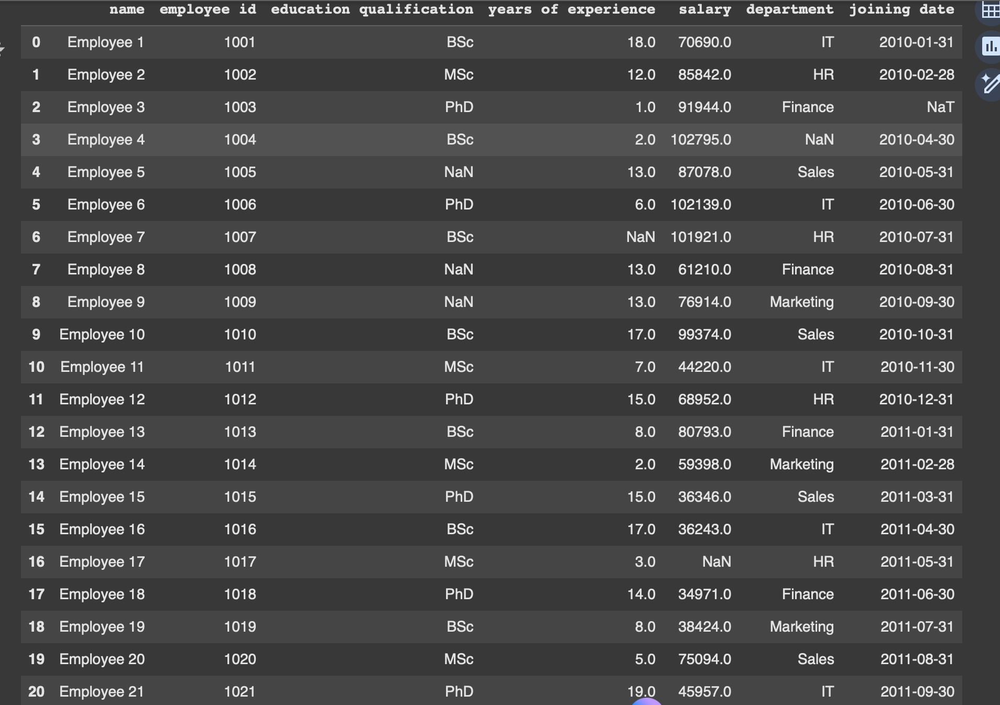 name employee id education qualification years of experience salary department joining date
0 Employee 1 1001 BSc 18.0 70690.0 IT 2010-01-31
1 Employee 2 1002 MSc 12.0 85842.0 HR 2010-02-28
2 Employee 3 1003 PhD 1.0 91944.0 Finance NaT
3 Employee 4 1004 BSc 2.0 102795.0 NaN 2010-04-30
4 Employee 5 1005 NaN 13.0 87078.0 Sales 2010-05-31
5 Employee 6 1006 PhD 6.0 102139.0 IT 2010-06-30
6 Employee 7 1007 BSc NaN 101921.0 HR 2010-07-31
7 Employee 8 1008 NaN 13.0 61210.0 Finance 2010-08-31
8 Employee 9 1009 NaN 13.0 76914.0 Marketing 2010-09-30
9 Employee 10 1010 BSc 17.0 99374.0 Sales 2010-10-31
10 Employee 11 1011 MSc 7.0 44220.0 IT 2010-11-30
11 Employee 12 1012 PhD 15.0 68952.0 HR 2010-12-31
12 Employee 13 1013 BSc 8.0 80793.0 Finance 2011-01-31
13 Employee 14 1014 MSc 2.0 59398.0 Marketing 2011-02-28
14 Employee 15 1015 PhD 15.0 36346.0 Sales 2011-03-31
15 Employee 16 1016 BSc 17.0 36243.0 IT 2011-04-30
16 Employee 17 1017 MSc 3.0 NaN HR 2011-05-31
17 Employee 18 1018 PhD 14.0 34971.0 Finance 2011-06-30
18 Employee 19 1019 BSc 8.0 38424.0 Marketing 2011-07-31
19 Employee 20 1020 MSc 5.0 75094.0 Sales 2011-08-31
20 Employee 21 1021 PhD 19.0 45957.0 IT 2011-09-30